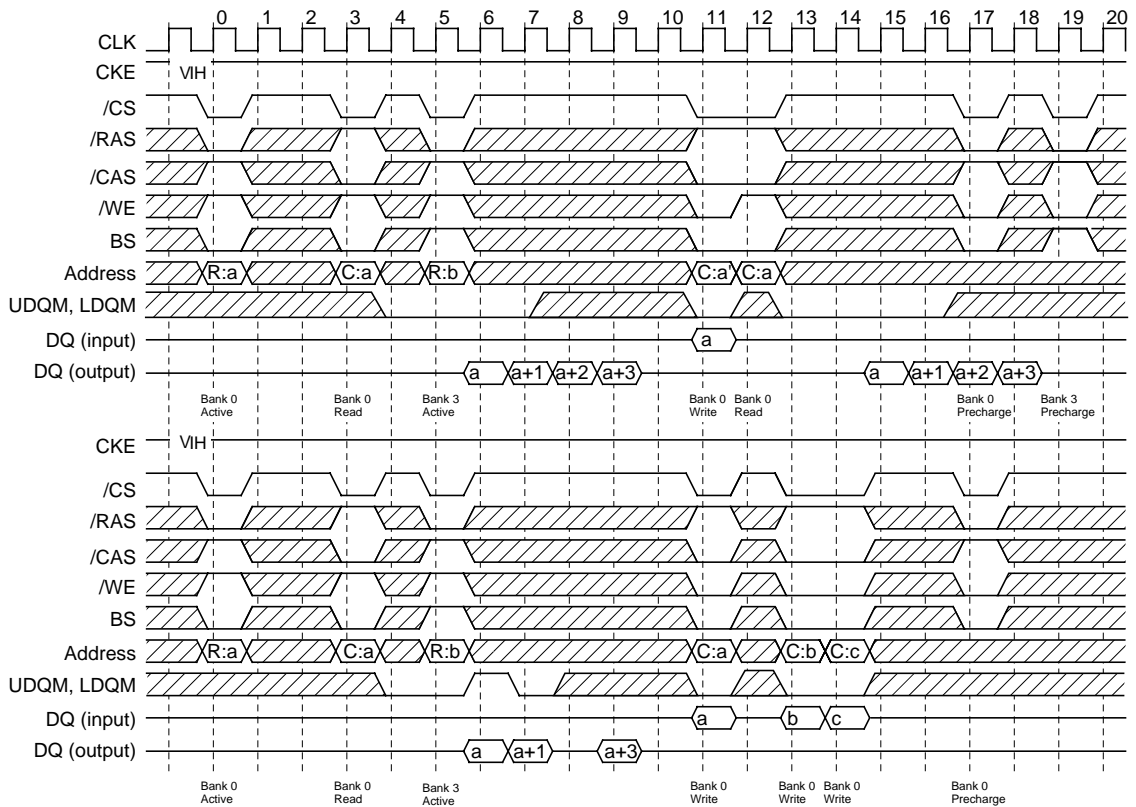 0 1 2 3 4 5 6 7 8 9 10 11 12 13 14 15 16 17 18 19 20
CLK
CKE VIH
/CS
/RAS
/CAS
/WE
BS
Address R:a C:a R:b C:a' C:a
UDQM, LDQM
DQ (input) a
DQ (output) a a+1 a+2 a+3 a a+1 a+2 a+3
Bank 0 Bank 0 Bank 3 Bank 0 Bank 0 Bank 0 Bank 3
Active Read Active Write Read Precharge Precharge
CKE VIH
/CS
/RAS
/CAS
/WE
BS
Address R:a C:a R:b C:a C:b C:c
UDQM, LDQM
DQ (input) a b c
DQ (output) a a+1 a+3
Bank 0 Bank 0 Bank 3 Bank 0 Bank 0 Bank 0 Bank 0
Active Read Active Write Write Write Precharge